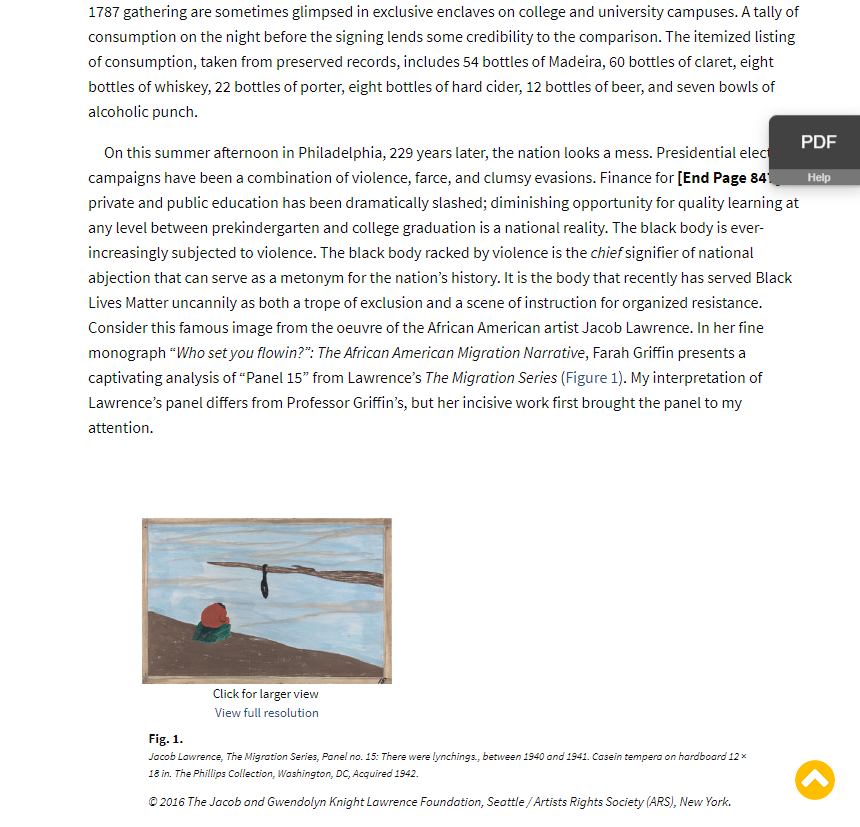 1787 gathering are sometimes glimpsed in exclusive enclaves on college and university campuses. A tally of
consumption on the night before the signing lends some credibility to the comparison. The itemized listing
of consumption, taken from preserved records, includes 54 bottles of Madeira, 60 bottles of claret, eight
bottles of whiskey, 22 bottles of porter, eight bottles of hard cider, 12 bottles of beer, and seven bowls of
alcoholic punch.
On this summer afternoon in Philadelphia, 229 years later, the nation looks a mess. Presidential
campaigns have been a combination of violence, farce, and clumsy evasions. Finance for [End Page
private and public education has been dramatically slashed; diminishing opportunity for quality learning at
any level between prekindergarten and college graduation is a national reality. The black body is ever-
increasingly subjected to violence. The black body racked by violence is the chief signifier of national
abjection that can serve as a metonym for the nation's history. It is the body that recently has served Black
Lives Matter uncannily as both a trope of exclusion and a scene of instruction for organized resistance.
Consider this famous image from the oeuvre of the African American artist Jacob Lawrence. In her fine
monograph “Who set you flowin?”: The African American Migration Narrative, Farah Griffin presents a
captivating analysis of “Panel 15” from Lawrence’s The Migration Series (Figure 1). My interpretation of
Lawrence’s panel differs from Professor Griffin’s, but her incisive work first brought the panel to my
attention.
PDF
Help
Click for larger view
View full resolution
Fig. 1.
Jacob Lawrence, The Migration Series, Panel no. 15: There were lynchings., between 1940 and 1941. Casein tempera on hardboard 12 ×
18 in. The Phillips Collection, Washington, DC, Acquired 1942.
© 2016 The Jacob and Gwendolyn Knight Lawrence Foundation, Seattle / Artists Rights Society (ARS), New York.